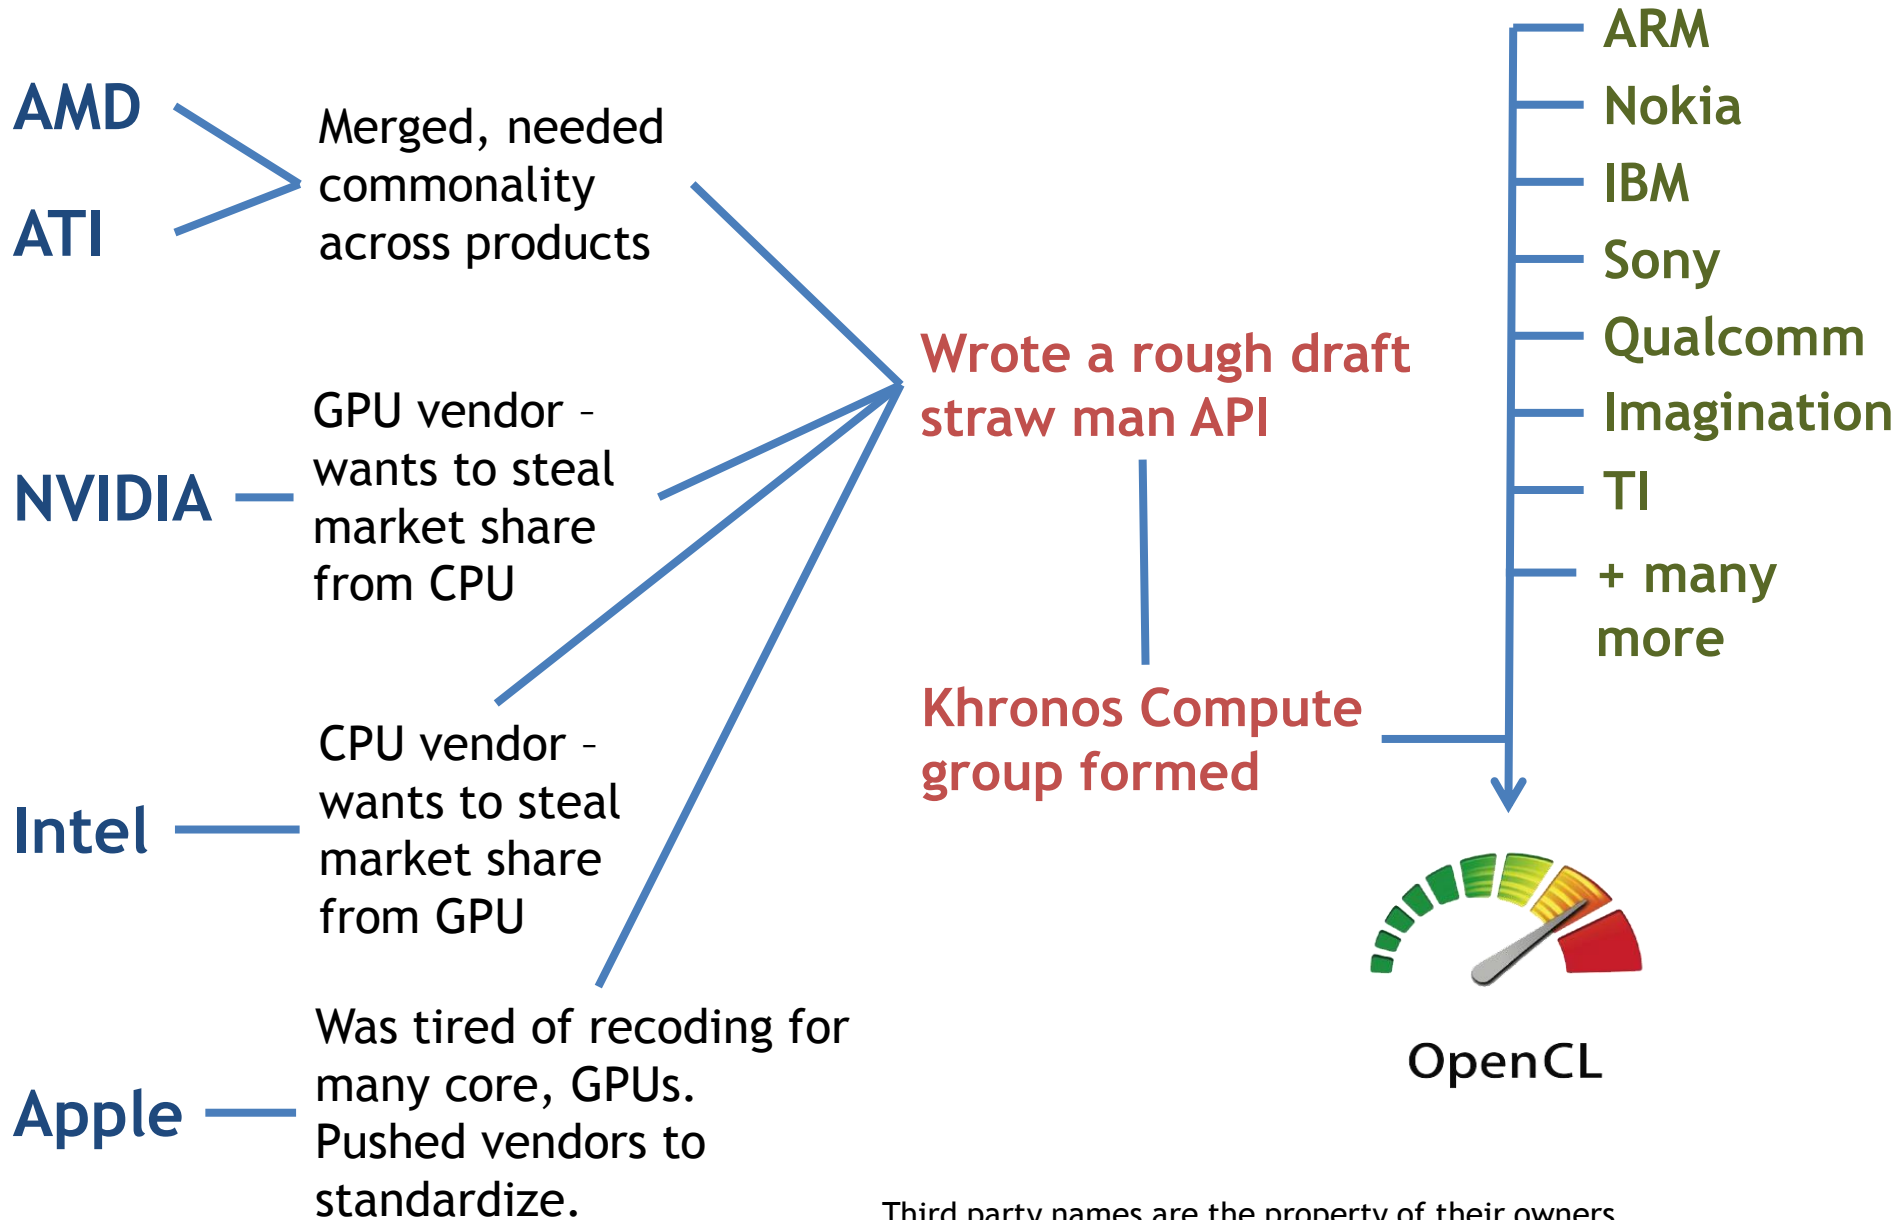 AMD
ATI
Merged, needed
commonality
across products
NVIDIA
GPU vendor –
wants to steal
market share
from CPU
Intel
CPU vendor –
wants to steal
market share
from GPU
Apple
Was tired of recoding for
many core, GPUs.
Pushed vendors to
standardize.
Wrote a rough draft
straw man API
Khronos Compute
group formed
ARM
Nokia
IBM
Sony
Qualcomm
Imagination
TI
+ many
more
OpenCL
Third party names are the property of their owners